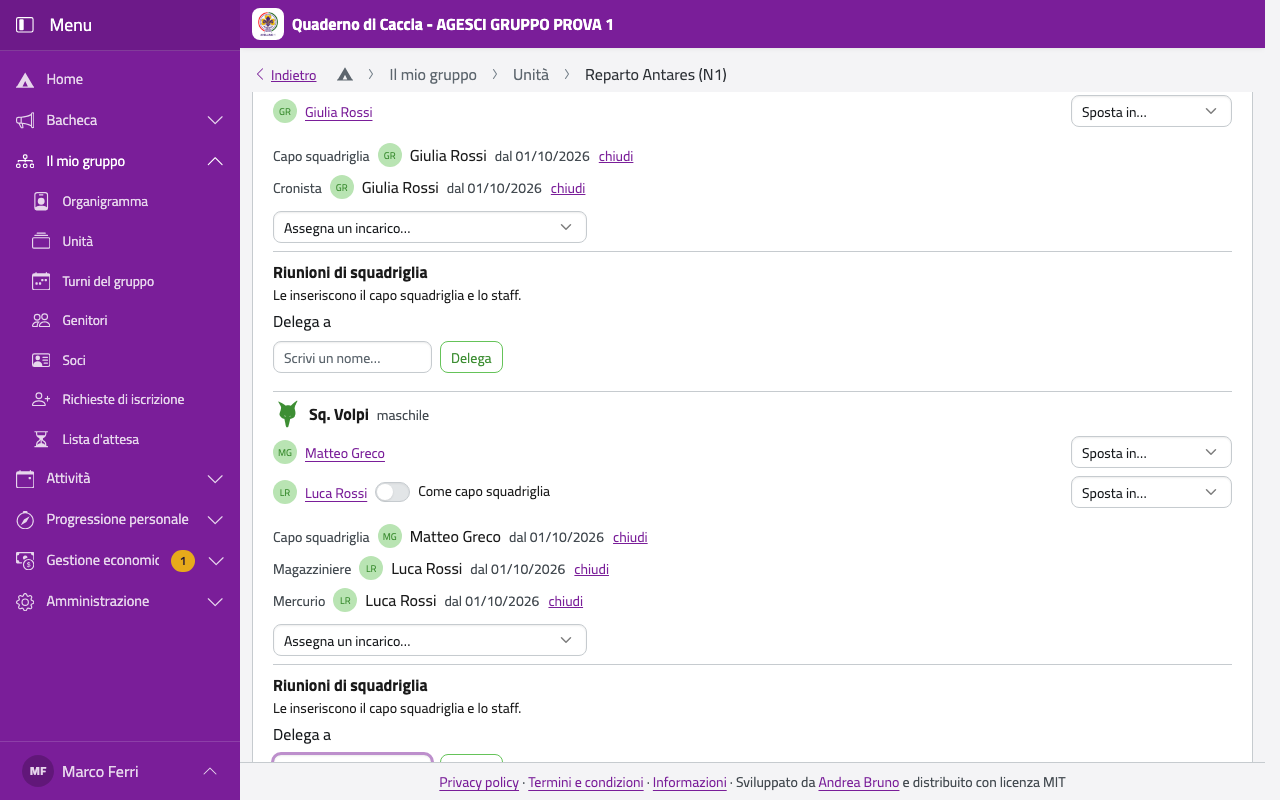 Menu
Quaderno di Caccia - AGESCI GRUPPO PROVA 1
Indietro
Il mio gruppo
Unità
Reparto Antares (N1)
Home
Bacheca
Il mio gruppo
Organigramma
Unità
Turni del gruppo
Genitori
Soci
Richieste di iscrizione
Lista d'attesa
Attività
Progressione personale
Gestione economic
1
Amministrazione
MF Marco Ferri
GR Giulia Rossi
Sposta in...
Capo squadriglia GR Giulia Rossi dal 01/10/2026 chiudi
Cronista GR Giulia Rossi dal 01/10/2026 chiudi
Assegna un incarico...
Riunioni di squadriglia
Le inseriscono il capo squadriglia e lo staff.
Delega a
Scrivi un nome... Delega
Sq. Volpi maschile
MG Matteo Greco
Sposta in...
LR Luca Rossi Come capo squadriglia
Sposta in...
Capo squadriglia MG Matteo Greco dal 01/10/2026 chiudi
Magazziniere LR Luca Rossi dal 01/10/2026 chiudi
Mercurio LR Luca Rossi dal 01/10/2026 chiudi
Assegna un incarico...
Riunioni di squadriglia
Le inseriscono il capo squadriglia e lo staff.
Delega a
Privacy policy · Termini e condizioni · Informazioni · Sviluppato da Andrea Bruno e distribuito con licenza MIT